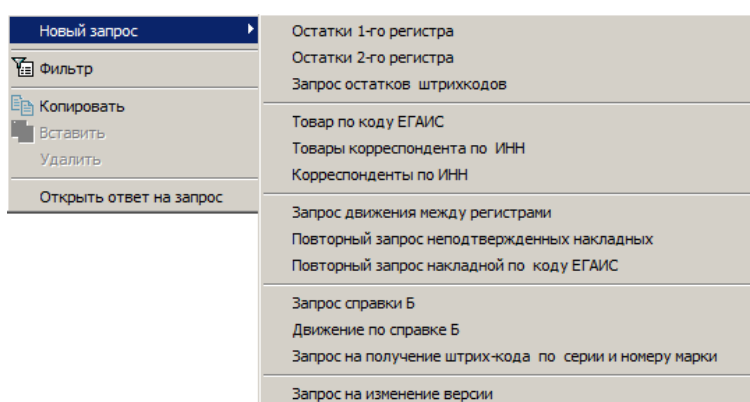 Новый запрос
Фильтр
Копировать
Вставить
Удалить
Открыть ответ на запрос
Остатки 1-го регистра
Остатки 2-го регистра
Запрос остатков штрихкодов
Товар по коду ЕГАИС
Товары корреспондента по ИНН
Корреспонденты по ИНН
Запрос движения между регистрами
Повторный запрос неподтвержденных накладных
Повторный запрос накладной по коду ЕГАИС
Запрос справки Б
Движение по справке Б
Запрос на получение штрих-кода по серии и номеру марки
Запрос на изменение версии